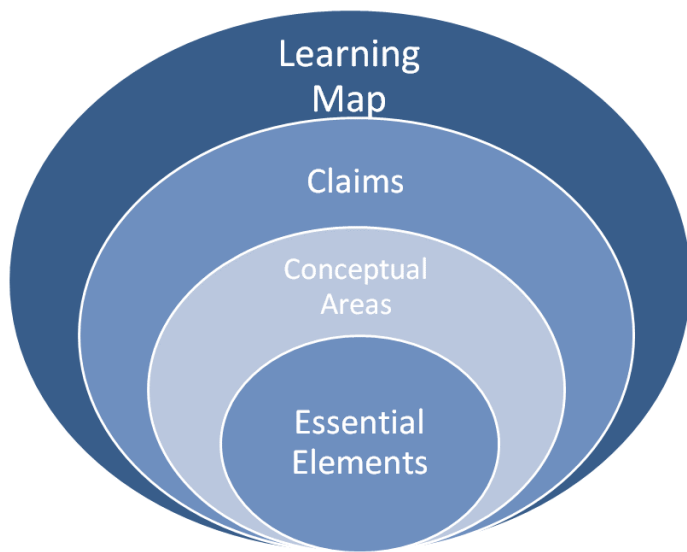 Learning
Map
Claims
Conceptual
Areas
Essential
Elements